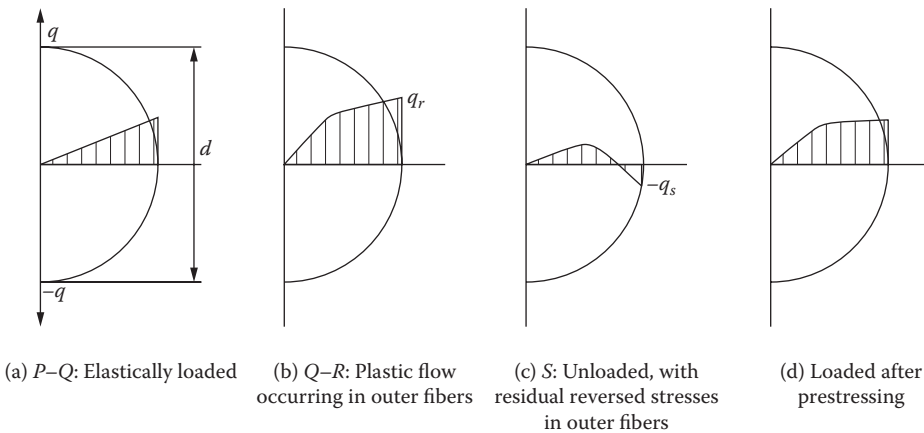 q
d
–q
q_r
–q_s
(a) P–Q: Elastically loaded
(b) Q–R: Plastic flow
occurring in outer fibers
(c) S: Unloaded, with
residual reversed stresses
in outer fibers
(d) Loaded after
prestressing